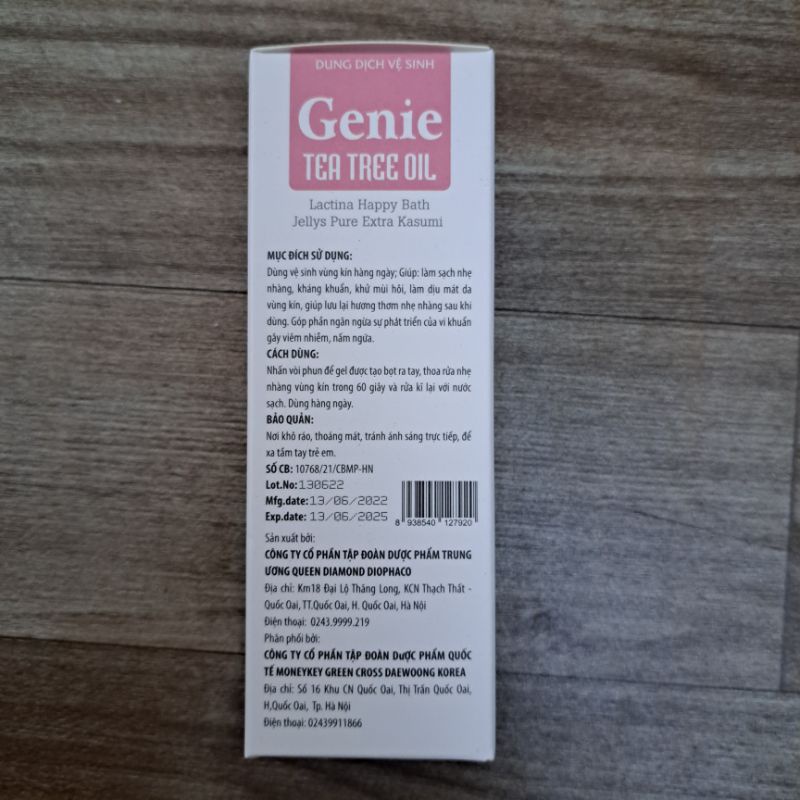 DUNG DỊCH VỆ SINH
Genie
TEA TREE OIL
Lactina Happy Bath
Jellys Pure Extra Kasumi
MỤC ĐÍCH SỬ DỤNG:
Dùng vệ sinh vùng kín hàng ngày; Giúp: làm sạch nhẹ
nhàng, kháng khuẩn, khử mùi hôi, làm dịu mát da
vùng kín, giúp lưu lại hương thơm nhẹ nhàng sau khi
dùng. Góp phần ngăn ngừa sự phát triển của vi khuẩn
gây viêm nhiễm, nấm ngứa.
CÁCH DÙNG:
Nhấn vòi phun để gel được tạo bọt ra tay, thoa rửa nhẹ
nhàng vùng kín trong 60 giây và rửa kĩ lại với nước
sạch. Dùng hàng ngày.
BẢO QUẢN:
Nơi khô ráo, thoáng mát, tránh ánh sáng trực tiếp, để
xa tầm tay trẻ em.
SỐ CB: 10768/21/CBMP-HN
Lot.No: 130622
Mfg.date: 13/06/2022
Exp.date: 13/06/2025
8 938540 127920
Sản xuất bởi:
CÔNG TY CỔ PHẦN TẬP ĐOÀN DƯỢC PHẨM TRUNG
ƯƠNG QUEEN DIAMOND DIOPHACO
Địa chỉ: Km18 Đại Lộ Thăng Long, KCN Thạch Thất -
Quốc Oai, TT.Quốc Oai, H. Quốc Oai, Hà Nội
Điện thoại: 0243.9999.219
Phân phối bởi:
CÔNG TY CỔ PHẦN TẬP ĐOÀN DƯỢC PHẨM QUỐC
TẾ MONEYKEY GREEN CROSS DAEWOONG KOREA
Địa chỉ: Số 16 Khu CN Quốc Oai, Thị Trấn Quốc Oai,
H,Quốc Oai, Tp. Hà Nội
Điện thoại: 02439911866